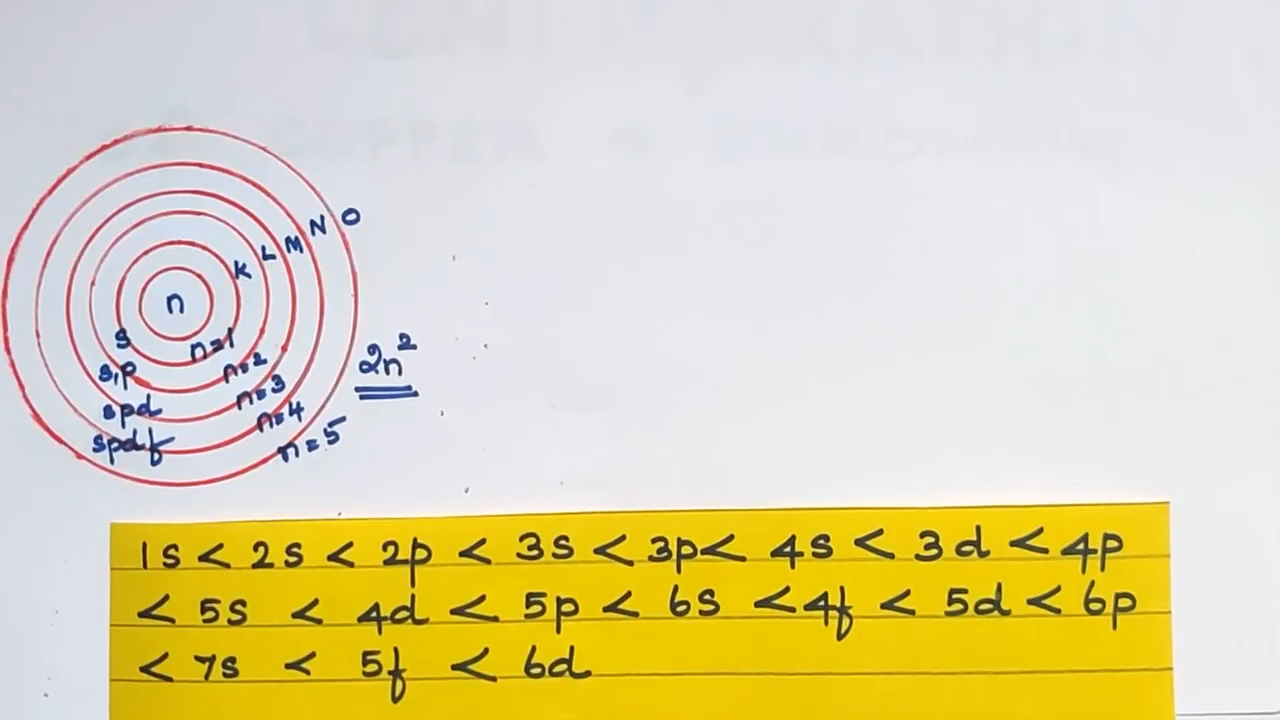 COPPER
K L M N O
n
n=1
n=2
n=3
n=4
n=5
s
s,p
spd
spdf
2n²
1s < 2s < 2p < 3s < 3p < 4s < 3d < 4p
< 5s < 4d < 5p < 6s < 4f < 5d < 6p
< 7s < 5f < 6d